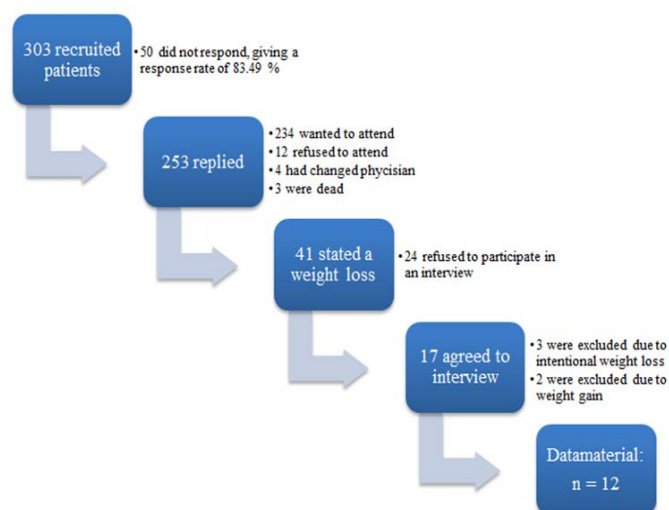 303 recruited
patients
•50 did not respond, giving a
response rate of 83.49 %
253 replied
•234 wanted to attend
•12 refused to attend
•4 had changed phycisian
•3 were dead
41 stated a
weight loss
•24 refused to participate in
an interview
17 agreed to
interview
•3 were excluded due to
intentional weight loss
•2 were excluded due to
weight gain
Datamaterial:
n = 12